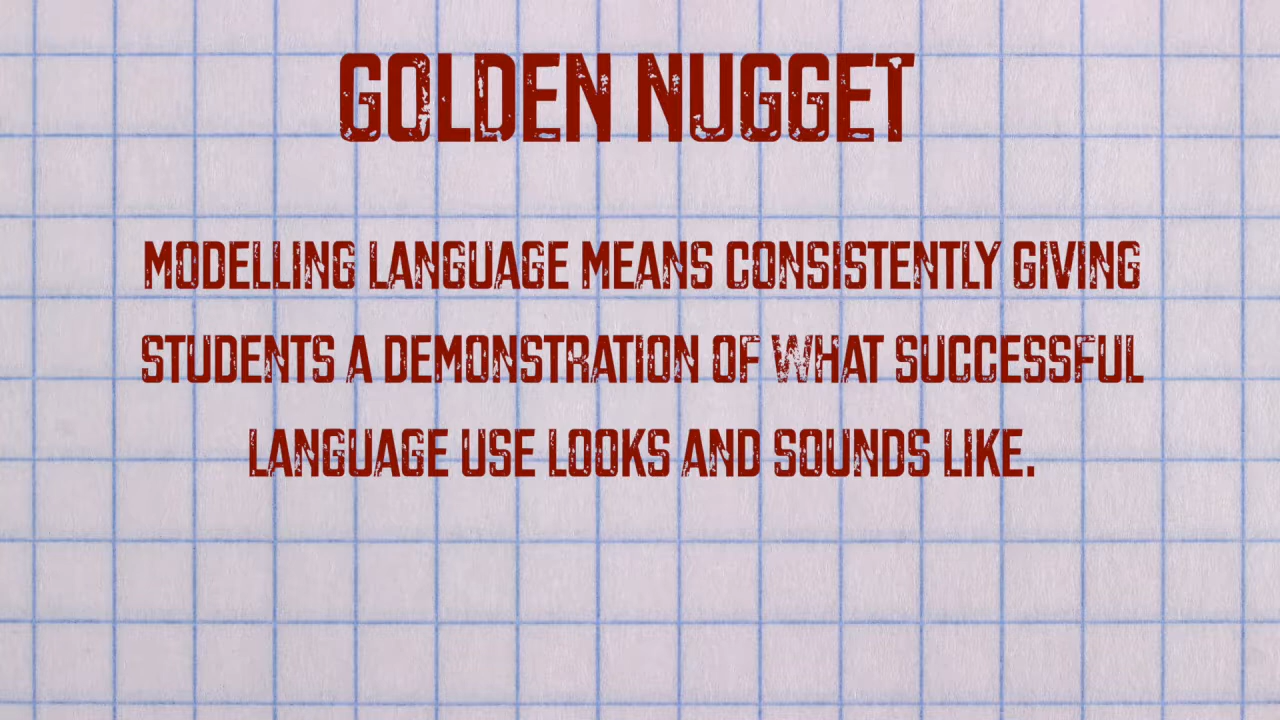 GOLDEN NUGGET
MODELLING LANGUAGE MEANS CONSISTENTLY GIVING
STUDENTS A DEMONSTRATION OF WHAT SUCCESSFUL
LANGUAGE USE LOOKS AND SOUNDS LIKE.